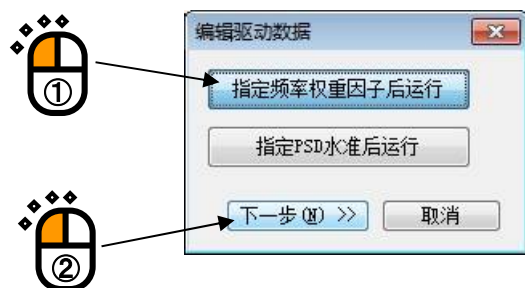 编辑驱动数据
①
指定频率权重因子后运行
指定PSD水准后运行
下一步(N) >> 取消
②